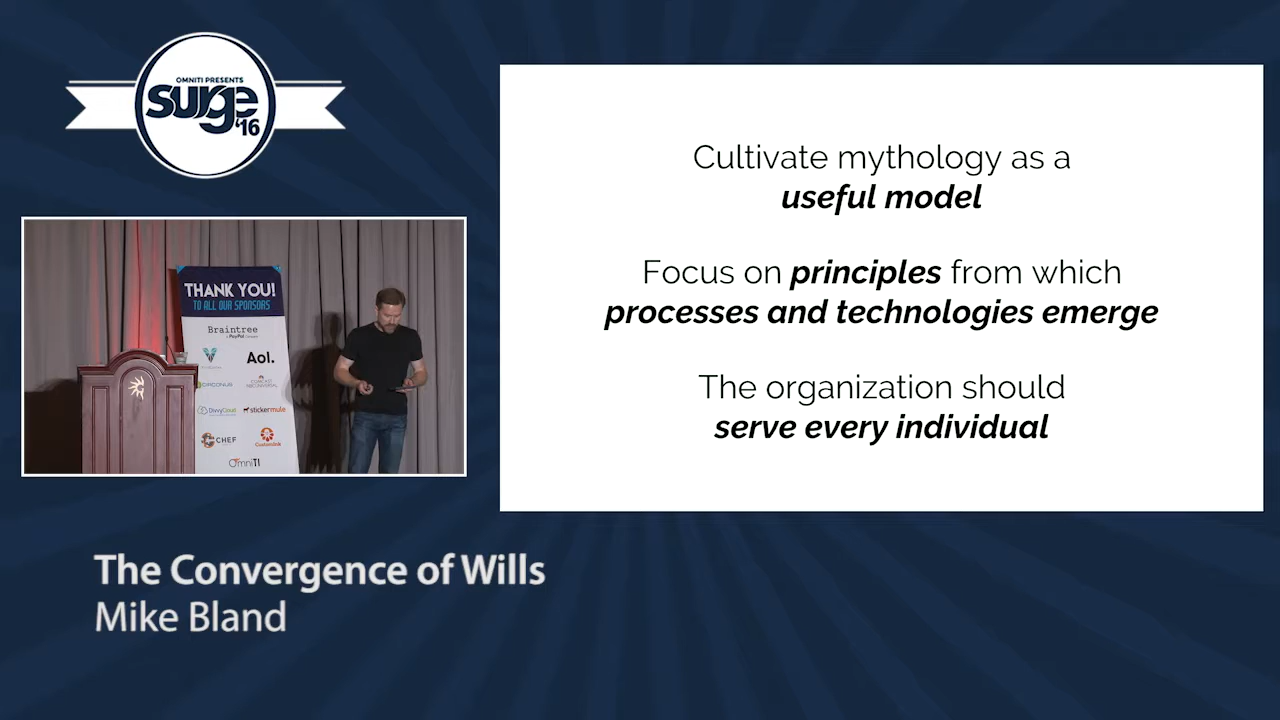 OMNITI PRESENTS
surge
'16
Cultivate mythology as a
useful model
Focus on principles from which
processes and technologies emerge
The organization should
serve every individual
THANK YOU!
TO ALL OUR SPONSORS
Braintree
Aol.
DivvyCloud
stickermule
CHEF
CustomInk
OmniTI
The Convergence of Wills
Mike Bland